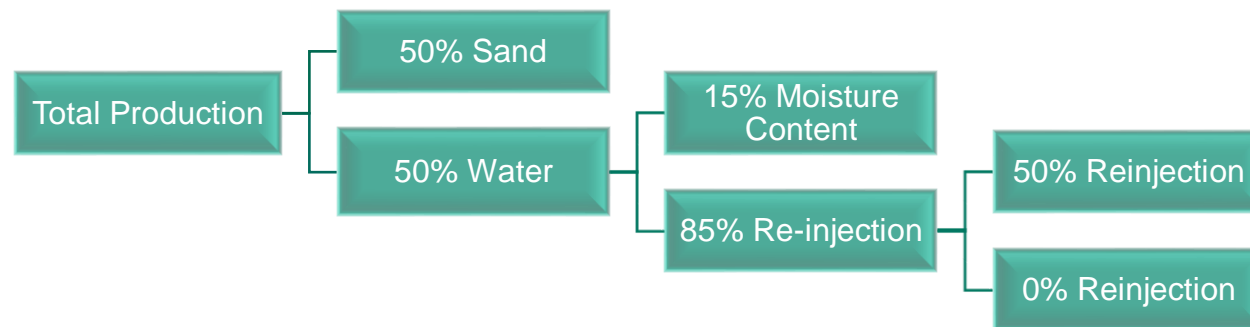 50% Sand
Total Production
50% Water
15% Moisture
Content
85% Re-injection
50% Reinjection
0% Reinjection